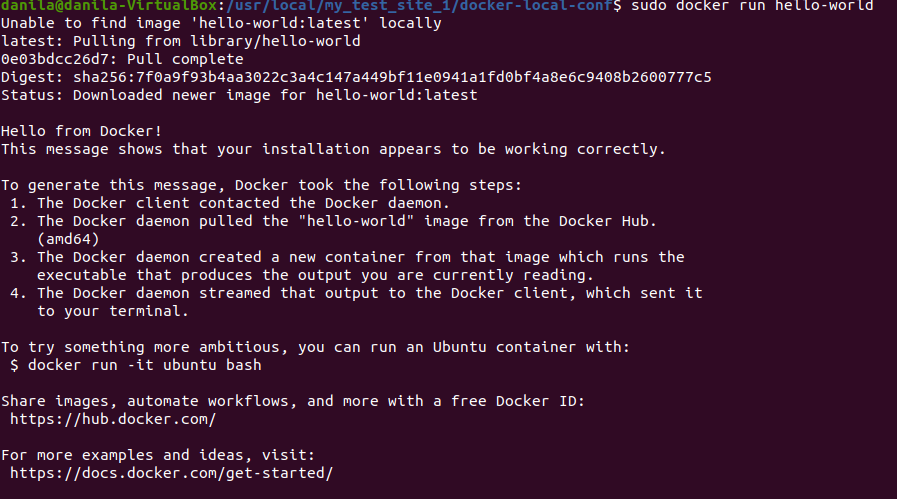 danila@danila-VirtualBox:/usr/local/my_test_site_1/docker-local-conf$ sudo docker run hello-world
Unable to find image 'hello-world:latest' locally
latest: Pulling from library/hello-world
0e03bdcc26d7: Pull complete
Digest: sha256:7f0a9f93b4aa3022c3a4c147a449bf11e0941a1fd0bf4a8e6c9408b2600777c5
Status: Downloaded newer image for hello-world:latest

Hello from Docker!
This message shows that your installation appears to be working correctly.

To generate this message, Docker took the following steps:
 1. The Docker client contacted the Docker daemon.
 2. The Docker daemon pulled the "hello-world" image from the Docker Hub.
    (amd64)
 3. The Docker daemon created a new container from that image which runs the
    executable that produces the output you are currently reading.
 4. The Docker daemon streamed that output to the Docker client, which sent it
    to your terminal.

To try something more ambitious, you can run an Ubuntu container with:
 $ docker run -it ubuntu bash

Share images, automate workflows, and more with a free Docker ID:
 https://hub.docker.com/

For more examples and ideas, visit:
 https://docs.docker.com/get-started/